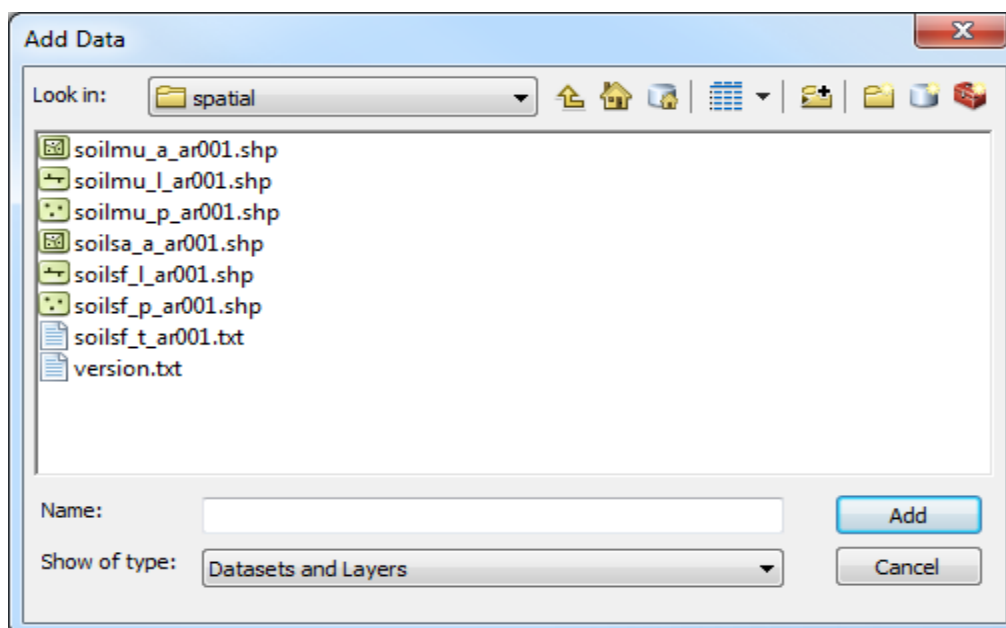 Add Data
Look in: spatial
soilmu_a_ar001.shp
soilmu_l_ar001.shp
soilmu_p_ar001.shp
soilsa_a_ar001.shp
soilsf_l_ar001.shp
soilsf_p_ar001.shp
soilsf_t_ar001.txt
version.txt
Name:
Add
Show of type: Datasets and Layers
Cancel